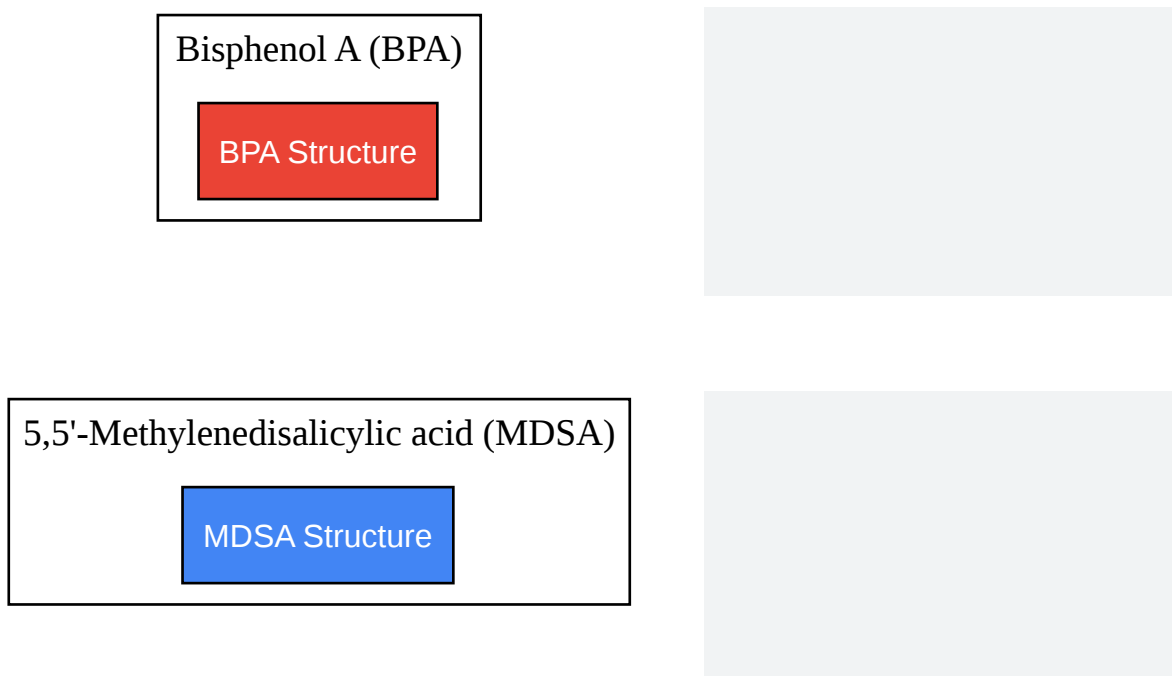 Bisphenol A (BPA)
BPA Structure
5,5'-Methylenedisalicylic acid (MDSA)
MDSA Structure